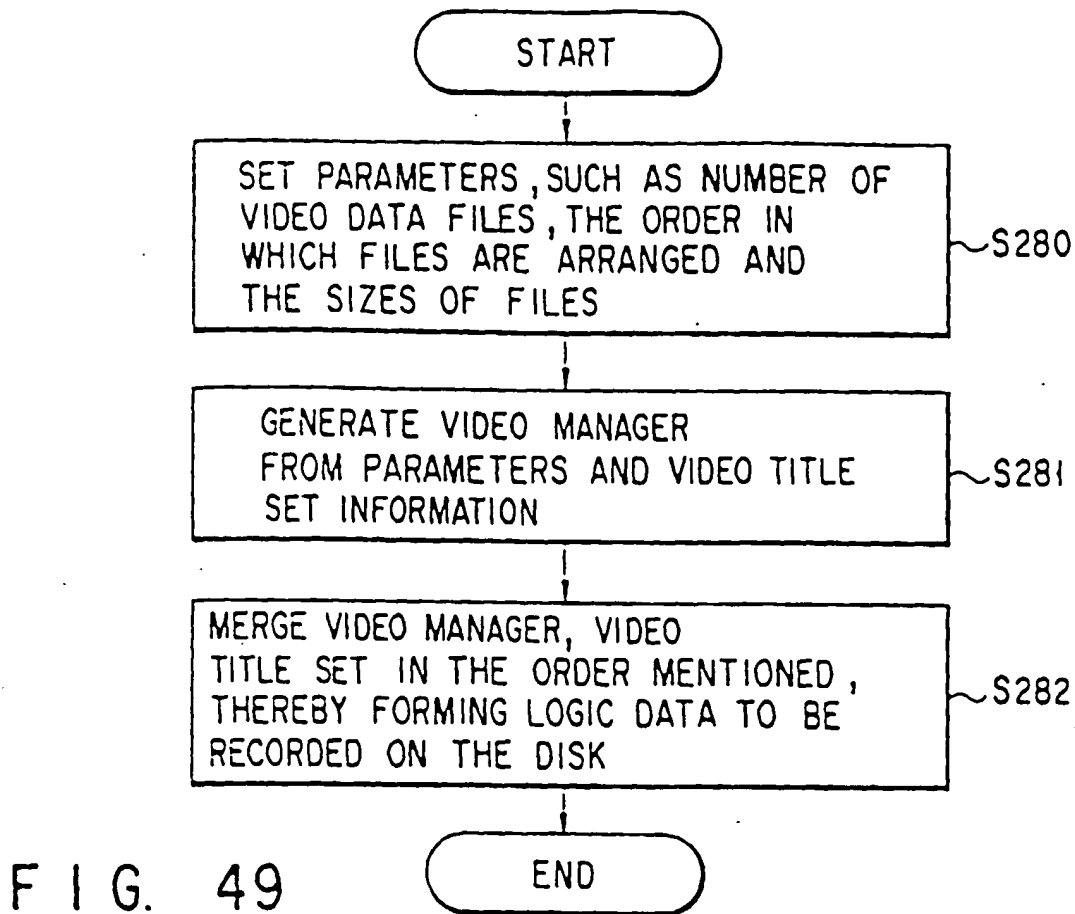 START
SET PARAMETERS, SUCH AS NUMBER OF
VIDEO DATA FILES, THE ORDER IN
WHICH FILES ARE ARRANGED AND
THE SIZES OF FILES
S280
GENERATE VIDEO MANAGER
FROM PARAMETERS AND VIDEO TITLE
SET INFORMATION
S281
MERGE VIDEO MANAGER, VIDEO
TITLE SET IN THE ORDER MENTIONED,
THEREBY FORMING LOGIC DATA TO BE
RECORDED ON THE DISK
S282
END
FIG. 49